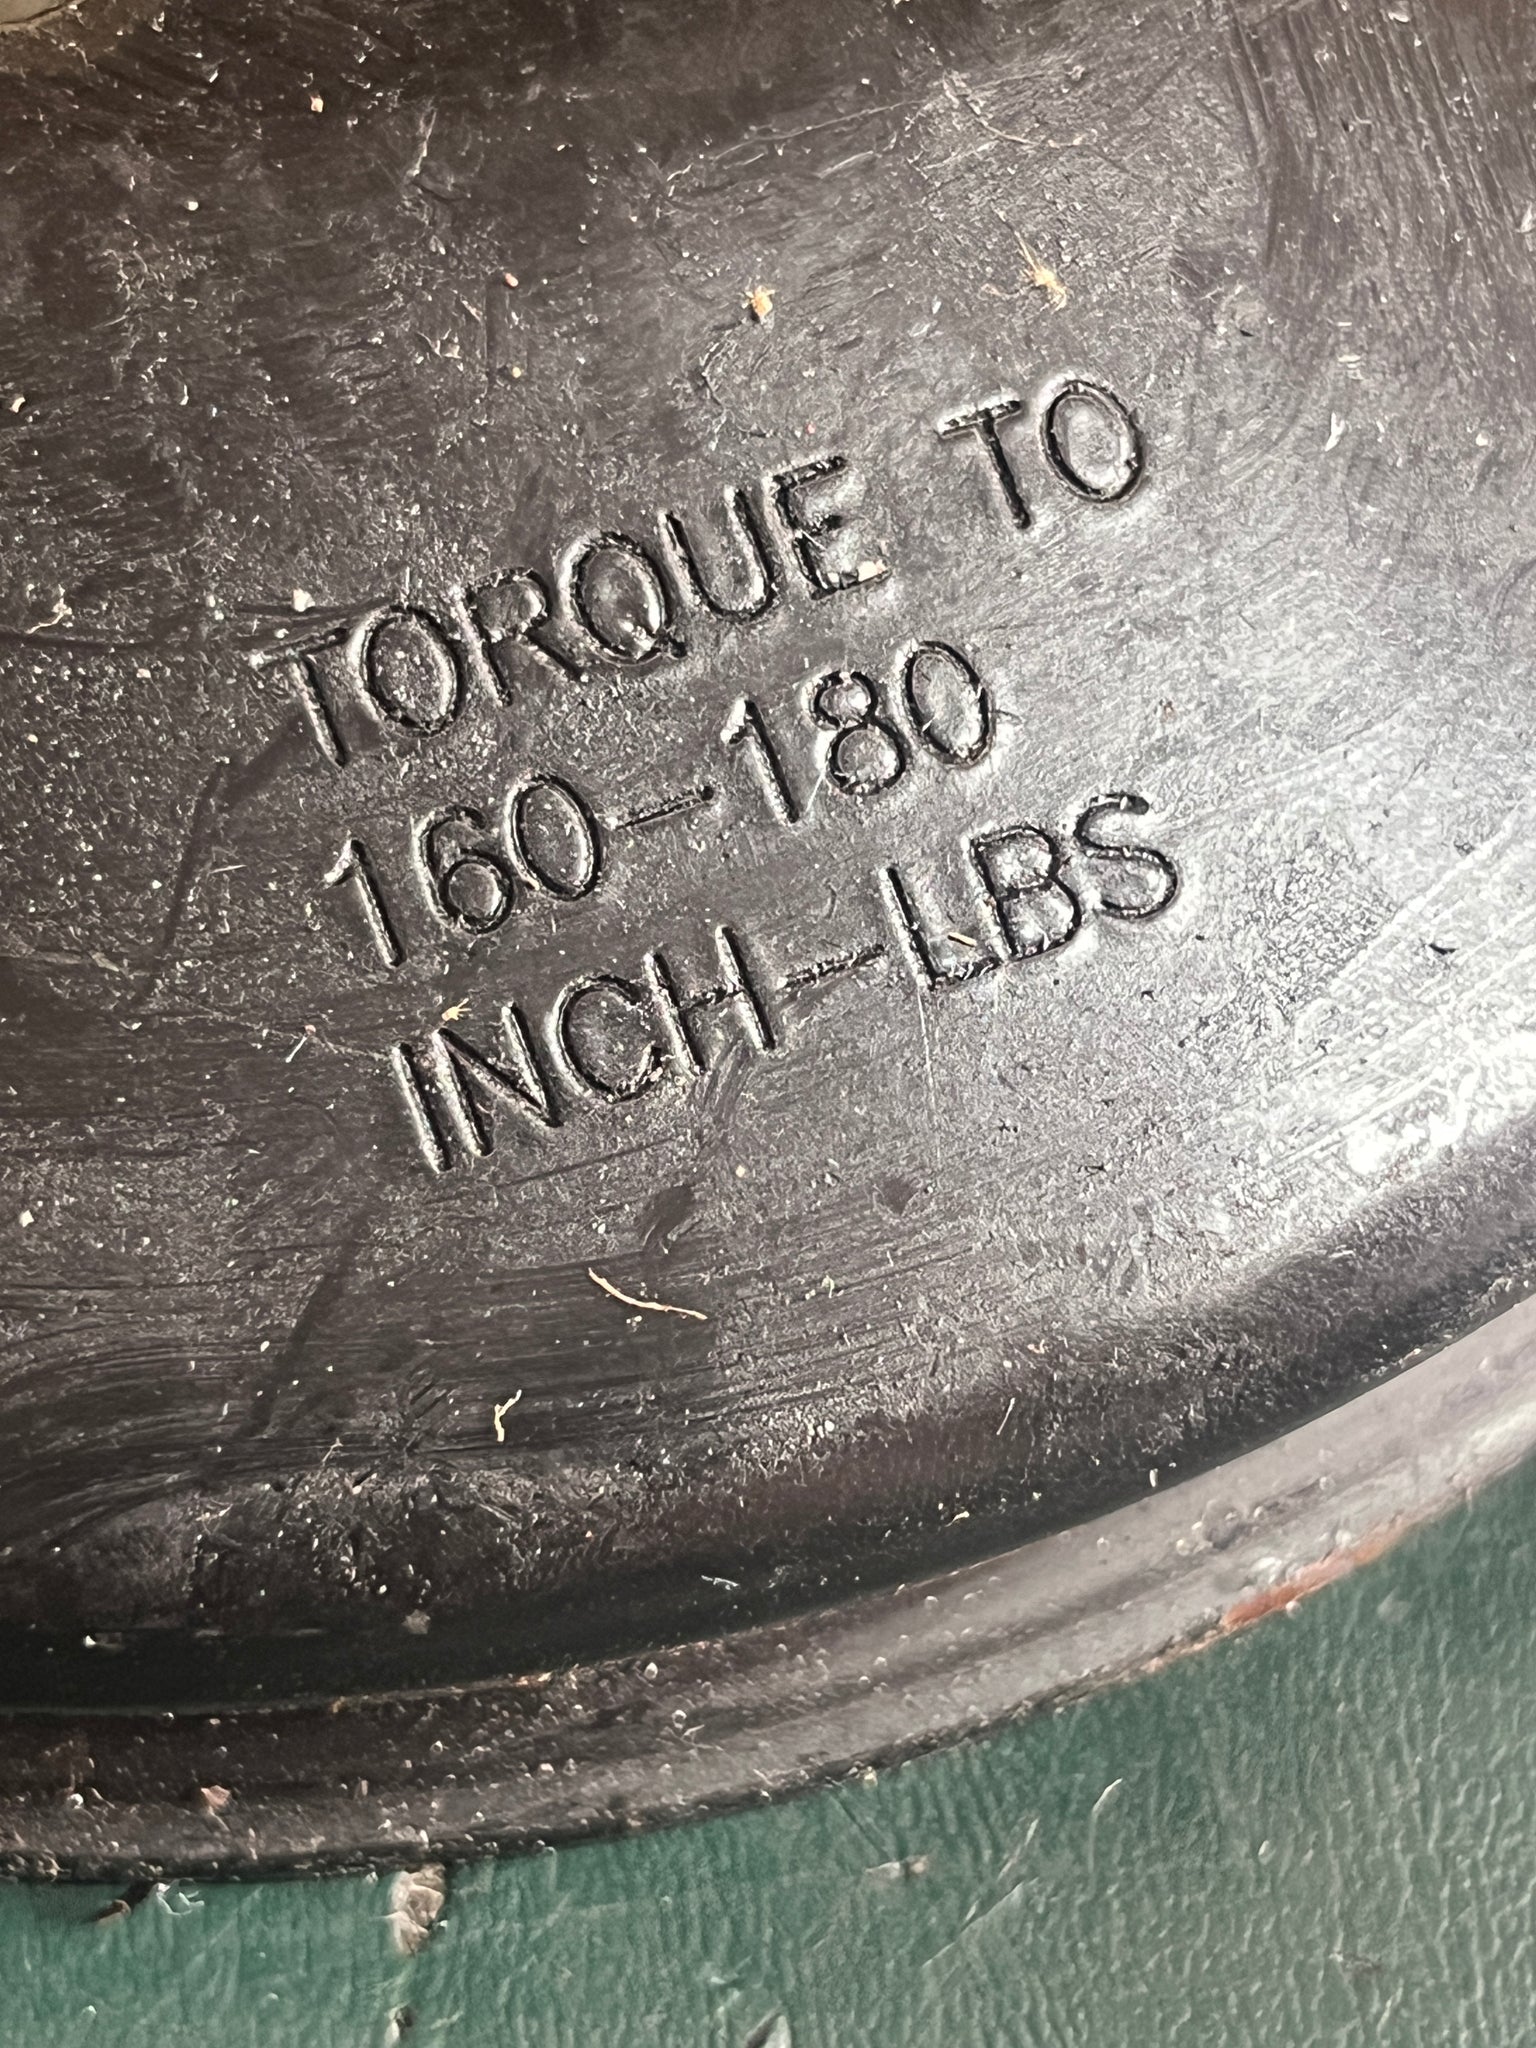 TORQUE TO
160-180
INCH-LBS